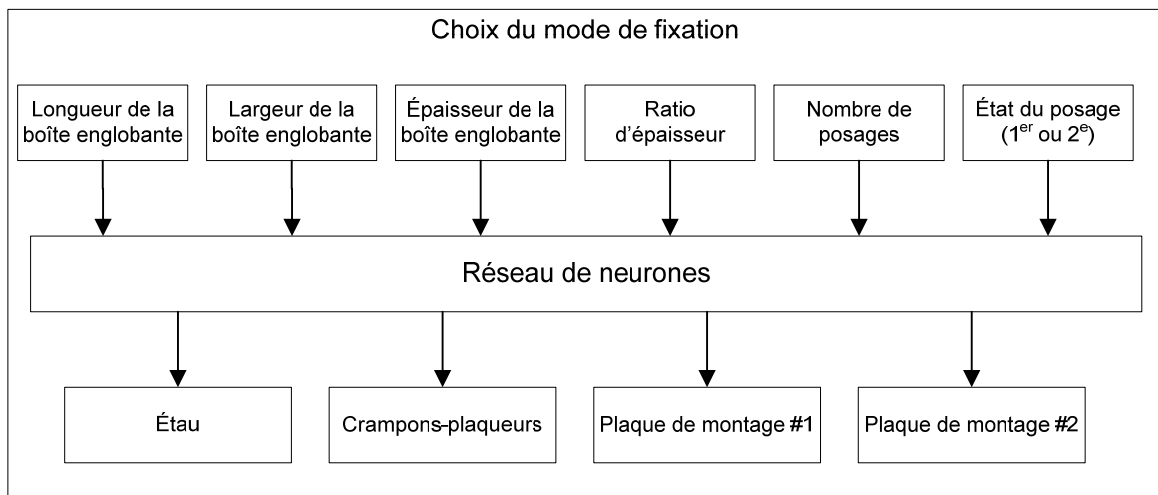 Choix du mode de fixation
Longueur de la
boîte englobante
Largeur de la
boîte englobante
Épaisseur de la
boîte englobante
Ratio
d'épaisseur
Nombre de
posages
État du posage
(1er ou 2e)
Réseau de neurones
Étau
Crampons-plaqueurs
Plaque de montage #1
Plaque de montage #2